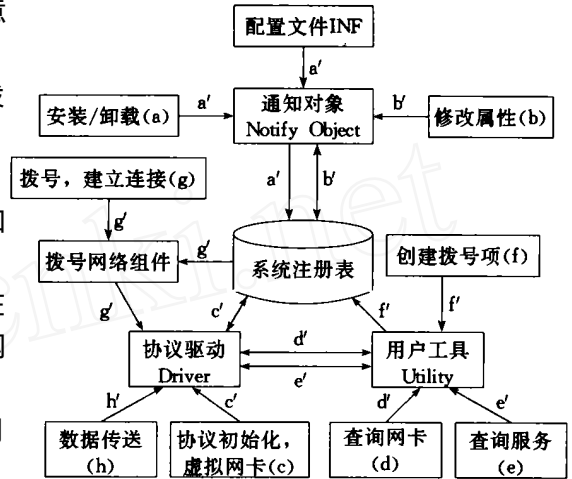 配置文件INF
a′
安装/卸载(a)
a′
通知对象
Notify Object
b′
修改属性(b)
拨号，建立连接(g)
a′
b′
g′
拨号网络组件
g′
系统注册表
创建拨号项(f)
g′
c′
f′
f′
协议驱动
Driver
d′
e′
用户工具
Utility
h′
c′
d′
e′
数据传送
(h)
协议初始化，
虚拟网卡(c)
查询网卡
(d)
查询服务
(e)